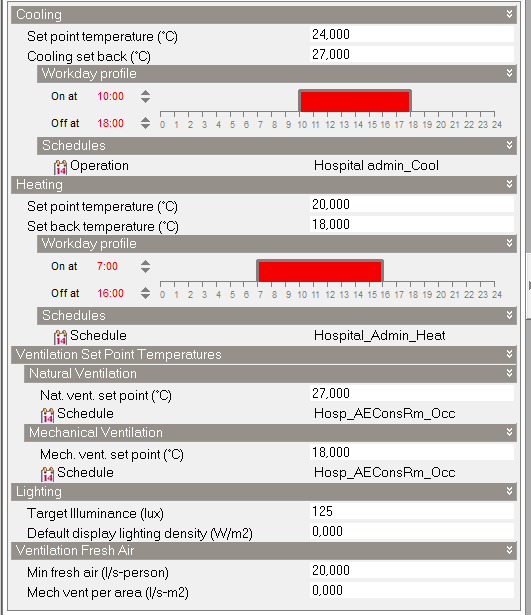 Cooling
Set point temperature (°C) 24,000
Cooling set back (°C) 27,000
Workday profile
On at 10:00
Off at 18:00 0 1 2 3 4 5 6 7 8 9 10 11 12 13 14 15 16 17 18 19 20 21 22 23 24
Schedules
14 Operation Hospital admin_Cool
Heating
Set point temperature (°C) 20,000
Set back temperature (°C) 18,000
Workday profile
On at 7:00
Off at 16:00 0 1 2 3 4 5 6 7 8 9 10 11 12 13 14 15 16 17 18 19 20 21 22 23 24
Schedules
14 Schedule Hospital_Admin_Heat
Ventilation Set Point Temperatures
Natural Ventilation
Nat. vent. set point (°C) 27,000
14 Schedule Hosp_AEConsRm_Occ
Mechanical Ventilation
Mech. vent. set point (°C) 18,000
14 Schedule Hosp_AEConsRm_Occ
Lighting
Target Illuminance (lux) 125
Default display lighting density (W/m2) 0,000
Ventilation Fresh Air
Min fresh air (l/s-person) 20,000
Mech vent per area (l/s-m2) 0,000